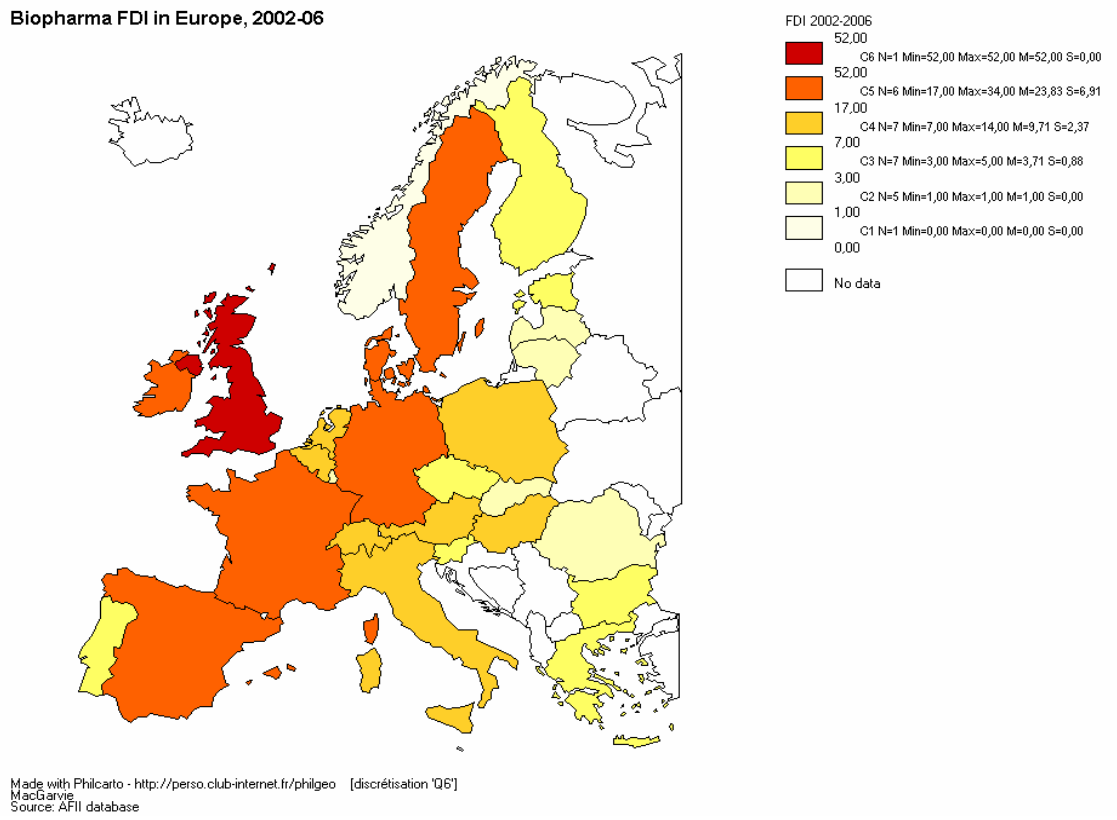 Biopharma FDI in Europe, 2002-06
FDI 2002-2006
52,00
C6 N=1 Min=52,00 Max=52,00 M=52,00 S=0,00
52,00
C5 N=6 Min=17,00 Max=34,00 M=23,83 S=6,91
17,00
C4 N=7 Min=7,00 Max=14,00 M=9,71 S=2,37
7,00
C3 N=7 Min=3,00 Max=5,00 M=3,71 S=0,88
3,00
C2 N=5 Min=1,00 Max=1,00 M=1,00 S=0,00
1,00
C1 N=1 Min=0,00 Max=0,00 M=0,00 S=0,00
0,00
No data
Made with Philcarto - http://perso.club-internet.fr/philgeo [discrétisation 'Q6']
MacGarvie
Source: AFII database